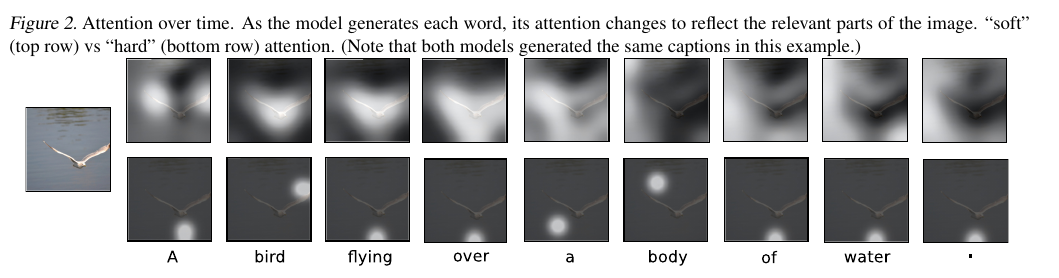 Figure 2. Attention over time. As the model generates each word, its attention changes to reflect the relevant parts of the image. “soft”
(top row) vs “hard” (bottom row) attention. (Note that both models generated the same captions in this example.)
A bird flying over a body of water .